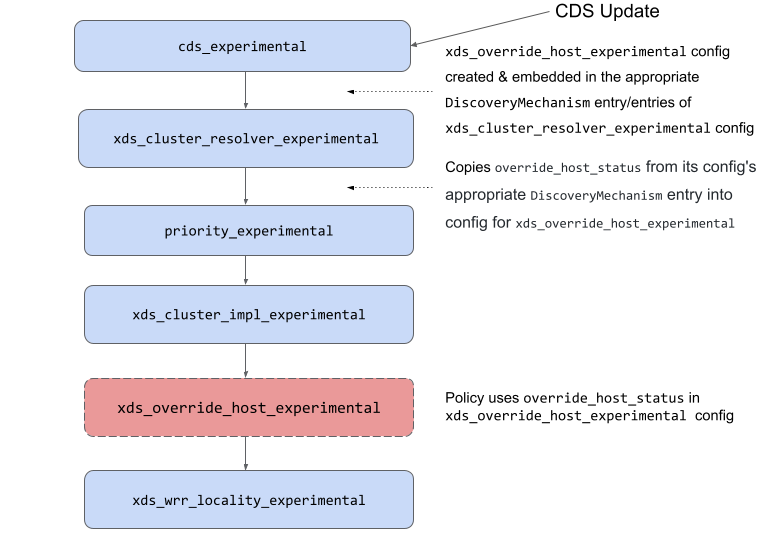 CDS Update
cds_experimental
xds_override_host_experimental config
created & embedded in the appropriate
DiscoveryMechanism entry/entries of
xds_cluster_resolver_experimental config
xds_cluster_resolver_experimental
Copies override_host_status from its config's
appropriate DiscoveryMechanism entry into
config for xds_override_host_experimental
priority_experimental
xds_cluster_impl_experimental
xds_override_host_experimental
Policy uses override_host_status in
xds_override_host_experimental config
xds_wrr_locality_experimental